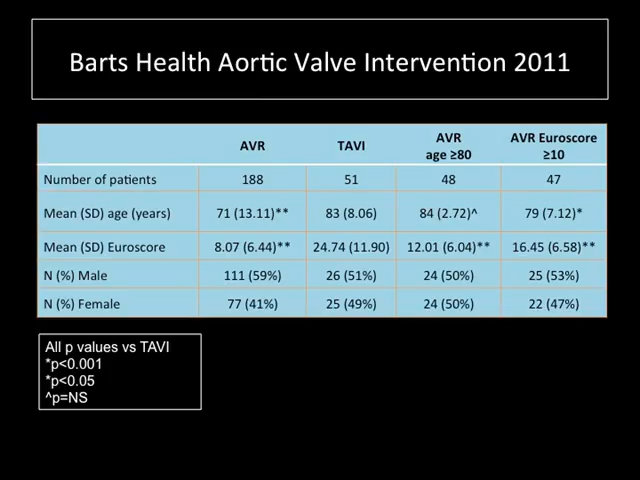 Barts Health Aortic Valve Intervention 2011
AVR TAVI AVR age ≥80 AVR Euroscore ≥10
Number of patients 188 51 48 47
Mean (SD) age (years) 71 (13.11)** 83 (8.06) 84 (2.72)^ 79 (7.12)*
Mean (SD) Euroscore 8.07 (6.44)** 24.74 (11.90) 12.01 (6.04)** 16.45 (6.58)**
N (%) Male 111 (59%) 26 (51%) 24 (50%) 25 (53%)
N (%) Female 77 (41%) 25 (49%) 24 (50%) 22 (47%)
All p values vs TAVI
*p<0.001
*p<0.05
^p=NS